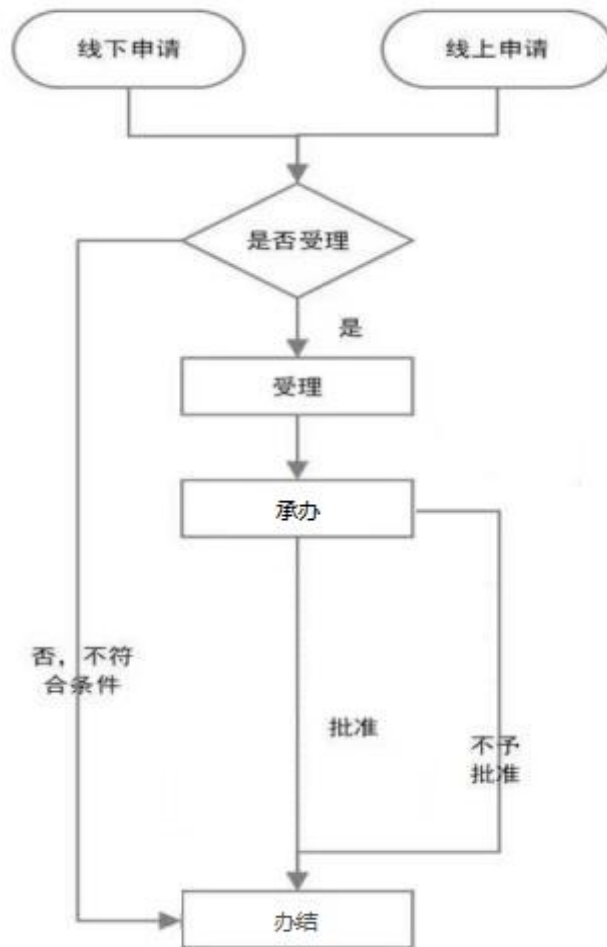 线下申请
线上申请
是否受理
是
受理
承办
否，不符
合条件
批准
不予
批准
办结